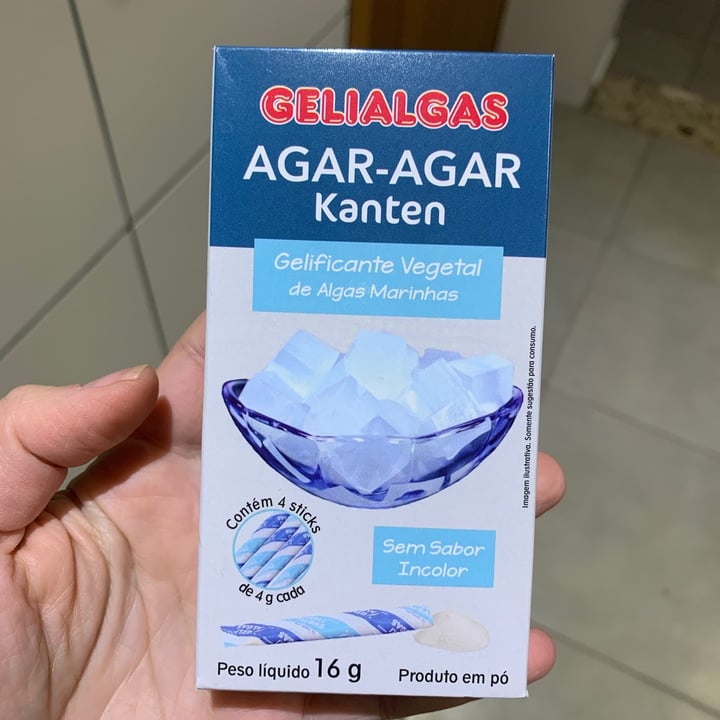 GELIALGAS
AGAR-AGAR
Kanten
Gelificante Vegetal
de Algas Marinhas
Imagem ilustrativa. Somente sugestão para consumo.
Contém 4 sticks
de 4 g cada
Sem Sabor
Incolor
Peso líquido 16 g
Produto em pó